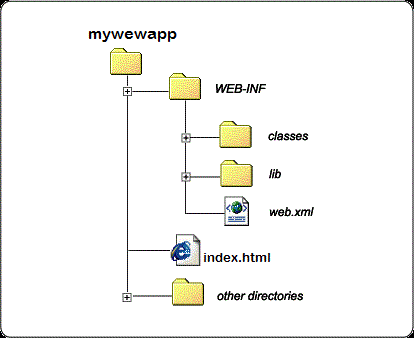 mywewapp
WEB-INF
classes
lib
web.xml
index.html
other directories